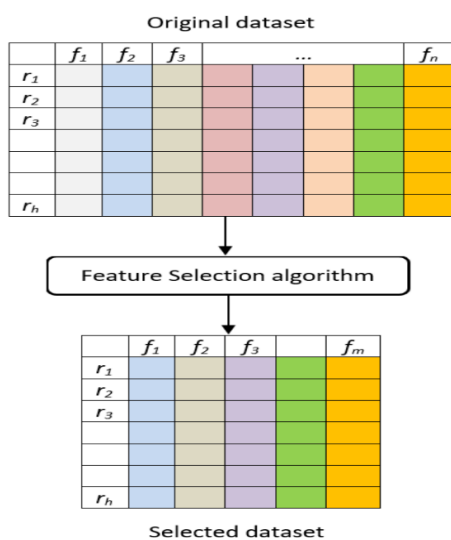 Original dataset
f1 f2 f3 ... fn
r1
r2
r3
rh
Feature Selection algorithm
f1 f2 f3 fm
r1
r2
r3
rh
Selected dataset